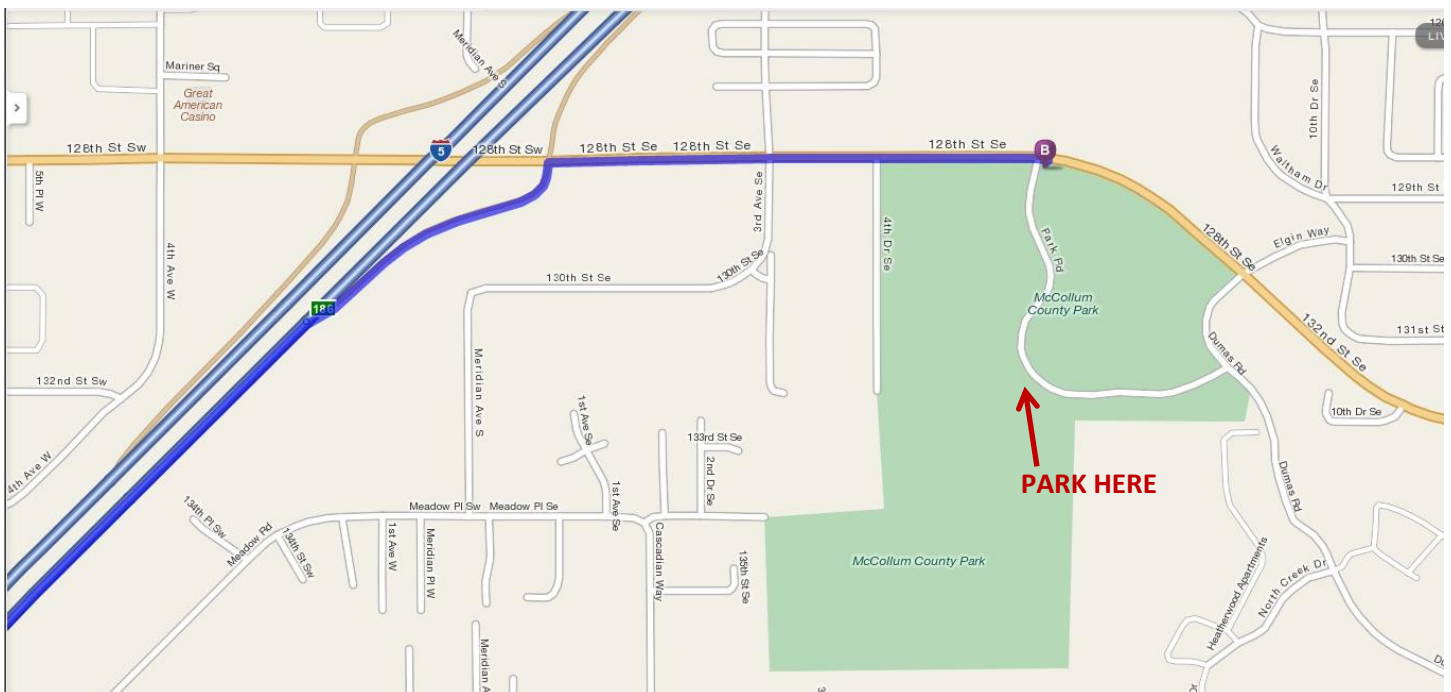 Mariner Sq
Great
American
Casino
Meridian Ave S
10th Dr Se
LIV
>
128th St Sw
5
128th St Sw
128th St Se
128th St Se
128th St Se
B
5th Pl W
4th Ave W
3rd Ave Se
4th Dr Se
Park Rd
Waltham Dr
129th St
Elgin Way
128th St Se
130th St Se
130th St Se
130th St Se
186
McCollum
County Park
131st St
132nd St Se
Dumas Rd
132nd St Sw
Meridian Ave S
1st Ave Se
133rd St Se
2nd Dr Se
10th Dr Se
4th Ave W
PARK HERE
1st Ave Se
Dumas Rd
Meadow Pl Sw
Meadow Pl Se
134th Pl Sw
Meadow Rd
134th St Sw
1st Ave W
Meridian Pl W
Cascadian Way
135th St Se
McCollum County Park
Heatherwood Apartments
North Creek Dr